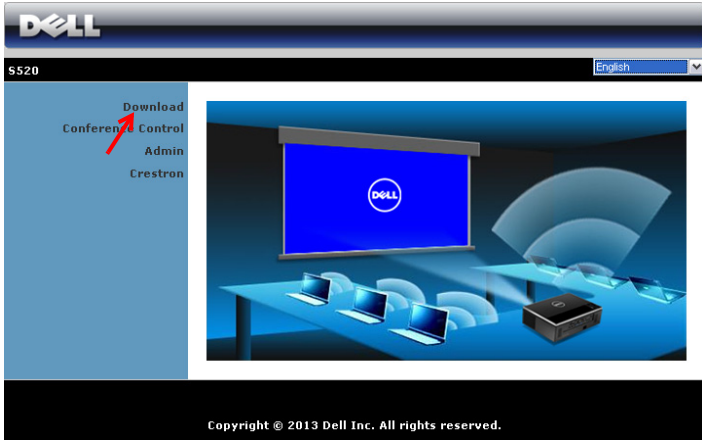 DELL
S520
English
Download
Conference Control
Admin
Crestron
DELL
Copyright © 2013 Dell Inc. All rights reserved.